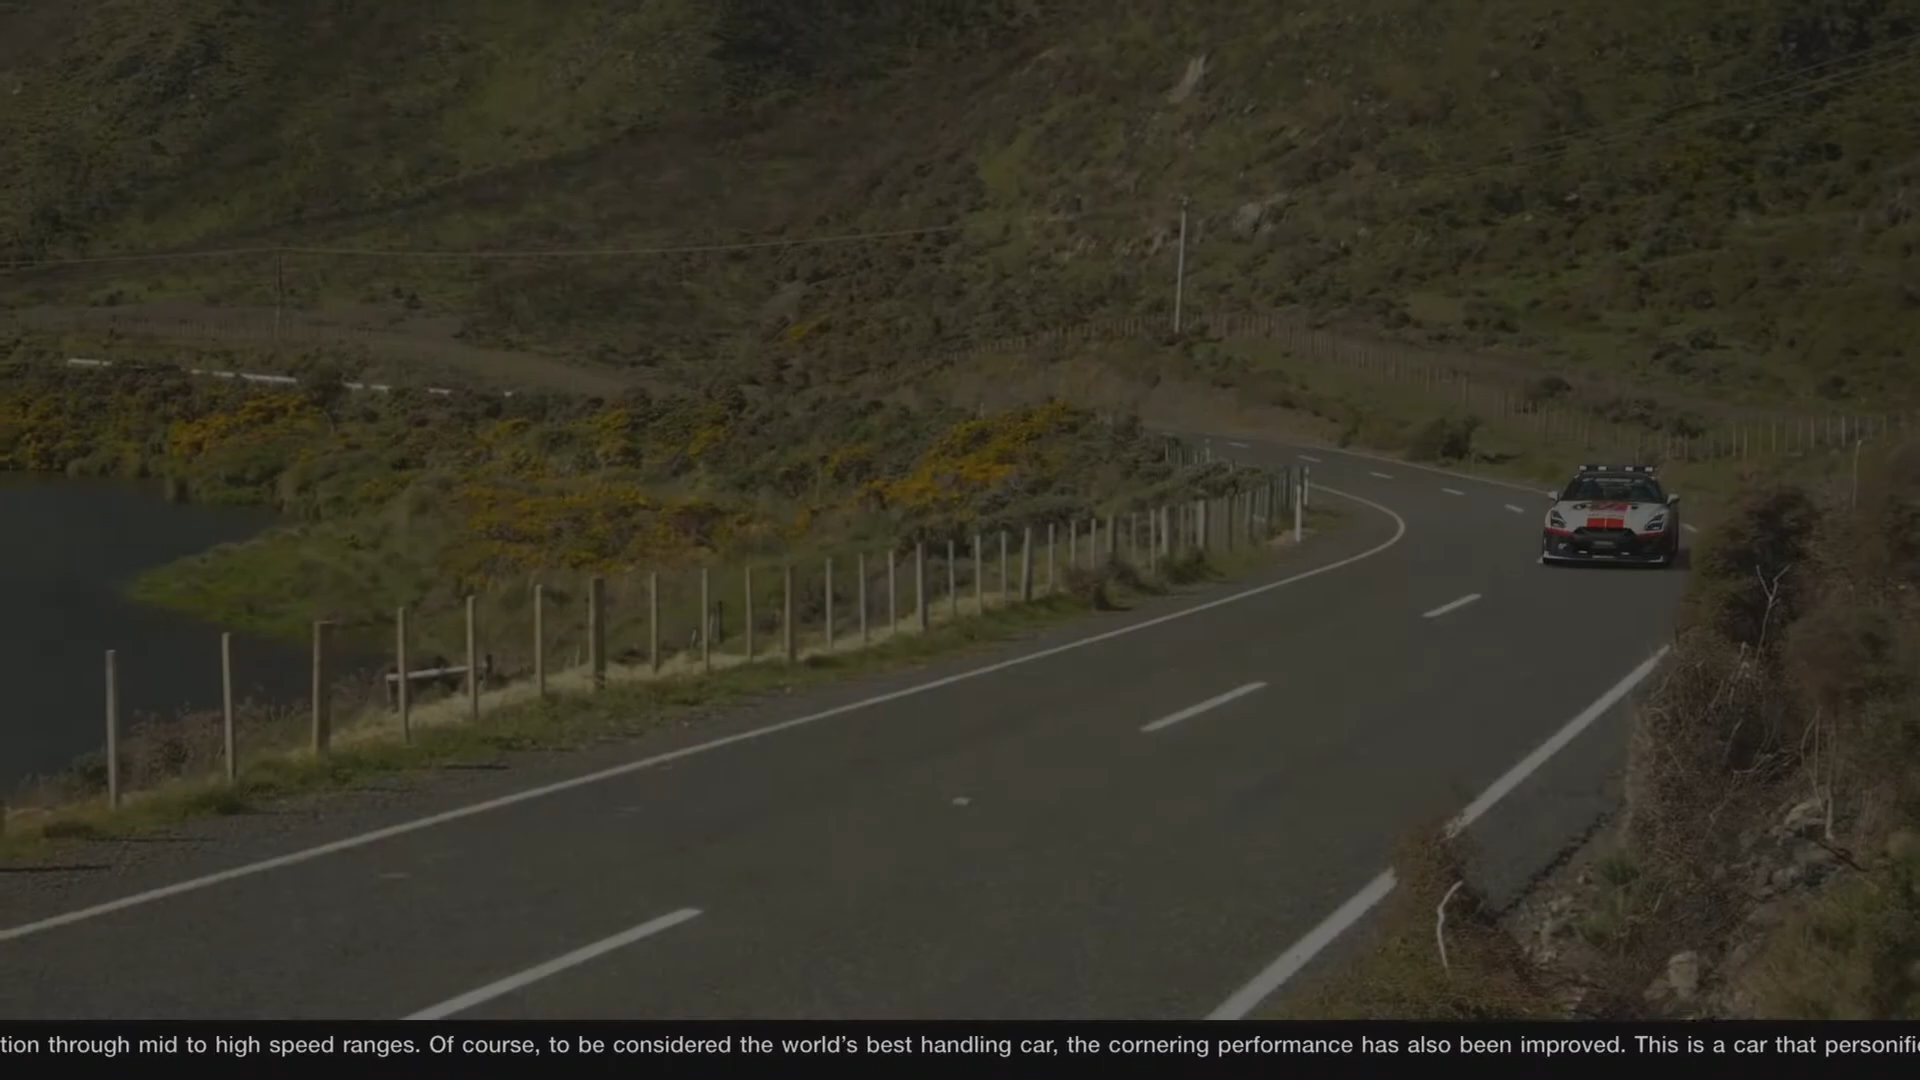 tion through mid to high speed ranges. Of course, to be considered the world’s best handling car, the cornering performance has also been improved. This is a car that personifi